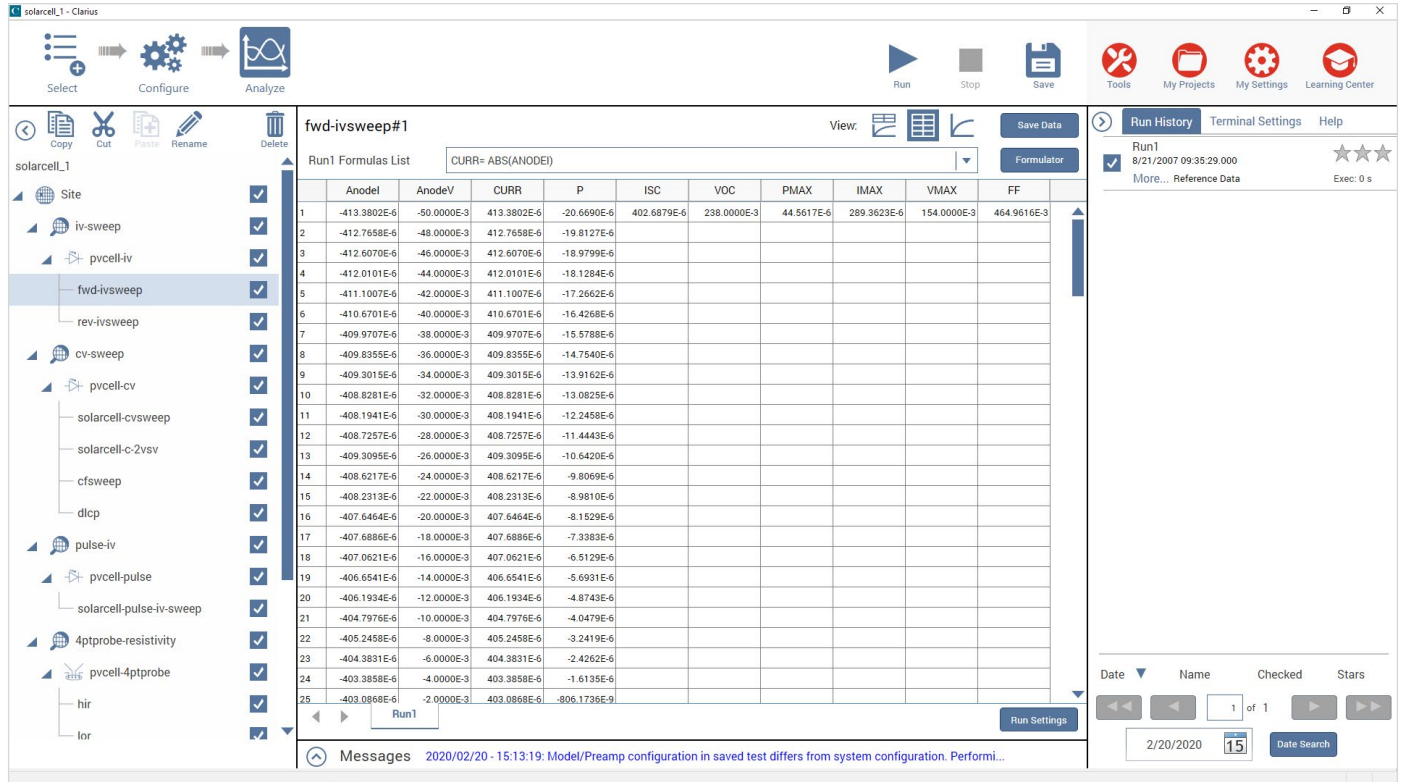 solarcell_1 - Clarius
Select
Configure
Analyze
Run
Stop
Save
Tools
My Projects
My Settings
Learning Center
Copy
Cut
Paste
Rename
Delete
solarcell_1
Site
iv-sweep
pvcell-iv
fwd-ivsweep
rev-ivsweep
cv-sweep
pvcell-cv
solarcell-cvsweep
solarcell-c-2vsv
cfsweep
dlcp
pulse-iv
pvcell-pulse
solarcell-pulse-iv-sweep
4ptprobe-resistivity
pvcell-4ptprobe
hir
lor
fwd-ivsweep#1
View:
Save Data
Run1 Formulas List
CURR= ABS(ANODEI)
Formulator
AnodeI AnodeV CURR P ISC VOC PMAX IMAX VMAX FF
1 -413.3802E-6 -50.0000E-3 413.3802E-6 -20.6690E-6 402.6879E-6 238.0000E-3 44.5617E-6 289.3623E-6 154.0000E-3 464.9616E-3
2 -412.7658E-6 -48.0000E-3 412.7658E-6 -19.8127E-6
3 -412.6070E-6 -46.0000E-3 412.6070E-6 -18.9799E-6
4 -412.0101E-6 -44.0000E-3 412.0101E-6 -18.1284E-6
5 -411.1007E-6 -42.0000E-3 411.1007E-6 -17.2662E-6
6 -410.6701E-6 -40.0000E-3 410.6701E-6 -16.4268E-6
7 -409.9707E-6 -38.0000E-3 409.9707E-6 -15.5788E-6
8 -409.8355E-6 -36.0000E-3 409.8355E-6 -14.7540E-6
9 -409.3015E-6 -34.0000E-3 409.3015E-6 -13.9162E-6
10 -408.8281E-6 -32.0000E-3 408.8281E-6 -13.0825E-6
11 -408.1941E-6 -30.0000E-3 408.1941E-6 -12.2458E-6
12 -408.7257E-6 -28.0000E-3 408.7257E-6 -11.4443E-6
13 -409.3095E-6 -26.0000E-3 409.3095E-6 -10.6420E-6
14 -408.6217E-6 -24.0000E-3 408.6217E-6 -9.8069E-6
15 -408.2313E-6 -22.0000E-3 408.2313E-6 -8.9810E-6
16 -407.6464E-6 -20.0000E-3 407.6464E-6 -8.1529E-6
17 -407.6886E-6 -18.0000E-3 407.6886E-6 -7.3383E-6
18 -407.0621E-6 -16.0000E-3 407.0621E-6 -6.5129E-6
19 -406.6541E-6 -14.0000E-3 406.6541E-6 -5.6931E-6
20 -406.1934E-6 -12.0000E-3 406.1934E-6 -4.8743E-6
21 -404.7976E-6 -10.0000E-3 404.7976E-6 -4.0479E-6
22 -405.2458E-6 -8.0000E-3 405.2458E-6 -3.2419E-6
23 -404.3831E-6 -6.0000E-3 404.3831E-6 -2.4262E-6
24 -403.3858E-6 -4.0000E-3 403.3858E-6 -1.6135E-6
25 -403.0868E-6 -2.0000E-3 403.0868E-6 -806.1736E-9
Run1
Run Settings
Messages 2020/02/20 - 15:13:19: Model/Preamp configuration in saved test differs from system configuration. Performi...
Run History
Terminal Settings
Help
Run1
8/21/2007 09:35:29.000
More... Reference Data
Exec: 0 s
Date
Name
Checked
Stars
1 of 1
2/20/2020
15
Date Search